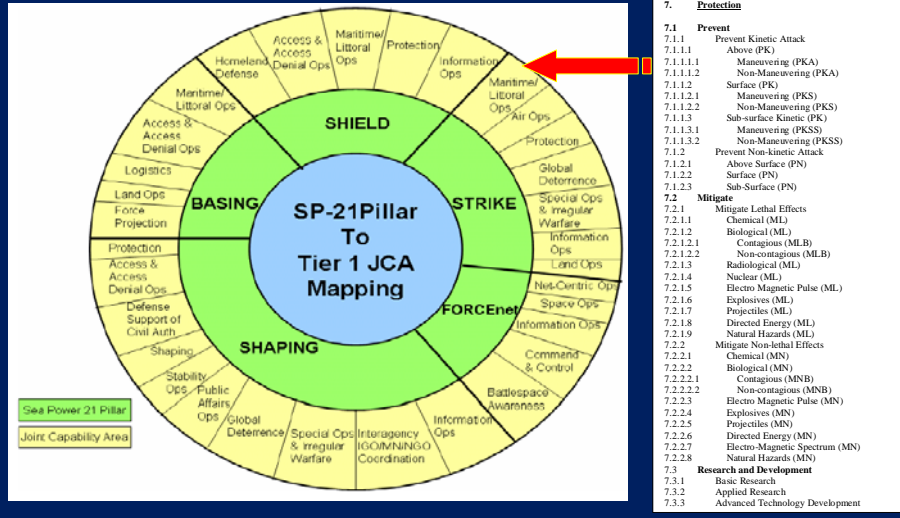 SP-21Pillar
To
Tier 1 JCA
Mapping
SHIELD
STRIKE
FORCEnet
SHAPING
BASING
Homeland
Defense
Access &
Access
Denial Ops
Maritime/
Littoral
Ops
Protection
Information
Ops
Maritime/
Littoral
Ops
Air Ops
Protection
Global
Deterrence
Special Ops
& Irregular
Warfare
Information
Ops
Land Ops
Net-Centric Ops
Space Ops
Information Ops
Command
& Control
Battlespace
Awareness
Information
Ops
Interagency
IGO/MN/NGO
Coordination
Special Ops
& Irregular
Warfare
Global
Deterrence
Public
Affairs
Ops
Stability
Ops
Shaping
Defense
Support of
Civil Auth
Access &
Access
Denial Ops
Protection
Force
Projection
Land Ops
Logistics
Access &
Access
Denial Ops
Maritime/
Littoral Ops
Sea Power 21 Pillar
Joint Capability Area
7. Protection
7.1 Prevent
7.1.1 Prevent Kinetic Attack
7.1.1.1 Above (PK)
7.1.1.1.1 Maneuvering (PKA)
7.1.1.1.2 Non-Maneuvering (PKA)
7.1.1.2 Surface (PK)
7.1.1.2.1 Maneuvering (PKS)
7.1.1.2.2 Non-Maneuvering (PKS)
7.1.1.3 Sub-surface Kinetic (PK)
7.1.1.3.1 Maneuvering (PKSS)
7.1.1.3.2 Non-Maneuvering (PKSS)
7.1.2 Prevent Non-kinetic Attack
7.1.2.1 Above Surface (PN)
7.1.2.2 Surface (PN)
7.1.2.3 Sub-Surface (PN)
7.2 Mitigate
7.2.1 Mitigate Lethal Effects
7.2.1.1 Chemical (ML)
7.2.1.2 Biological (ML)
7.2.1.2.1 Contagious (MLB)
7.2.1.2.2 Non-contagious (MLB)
7.2.1.3 Radiological (ML)
7.2.1.4 Nuclear (ML)
7.2.1.5 Electro Magnetic Pulse (ML)
7.2.1.6 Explosives (ML)
7.2.1.7 Projectiles (ML)
7.2.1.8 Directed Energy (ML)
7.2.1.9 Natural Hazards (ML)
7.2.2 Mitigate Non-lethal Effects
7.2.2.1 Chemical (MN)
7.2.2.2 Biological (MN)
7.2.2.2.1 Contagious (MNB)
7.2.2.2.2 Non-contagious (MNB)
7.2.2.3 Electro Magnetic Pulse (MN)
7.2.2.4 Explosives (MN)
7.2.2.5 Projectiles (MN)
7.2.2.6 Directed Energy (MN)
7.2.2.7 Electro-Magnetic Spectrum (MN)
7.2.2.8 Natural Hazards (MN)
7.3 Research and Development
7.3.1 Basic Research
7.3.2 Applied Research
7.3.3 Advanced Technology Development